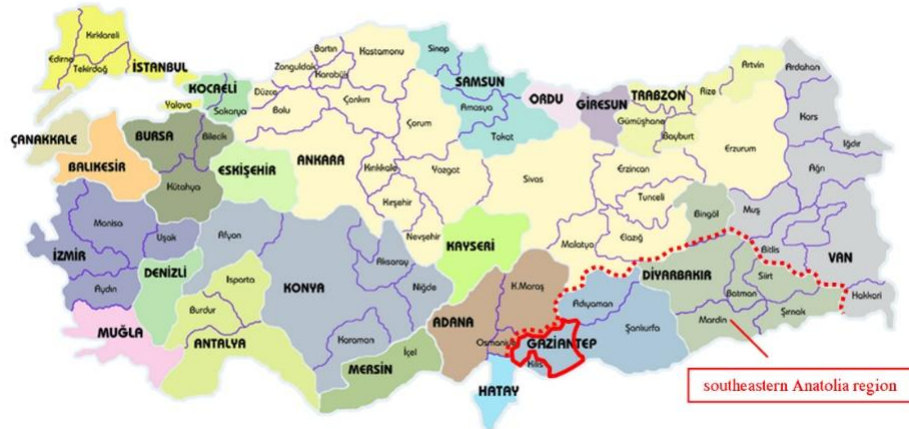 Kırklareli
Edirne
Tekirdağ
İSTANBUL
KOCAELİ
Yalova
Sakarya
Düzce
Bolu
Zonguldak
Bartın
Karabük
Kastamonu
Çankırı
Sinop
SAMSUN
Amasya
Tokat
Çorum
ORDU
GİRESUN
TRABZON
Gümüşhane
Bayburt
Rize
Artvin
Ardahan
Kars
Iğdır
Ağrı
Erzurum
ÇANAKKALE
BALIKESİR
BURSA
Bilecik
Kütahya
ESKİŞEHİR
ANKARA
Kırıkkale
Kırşehir
Yozgat
Nevşehir
Sivas
Erzincan
Tunceli
Bingöl
Muş
Elazığ
Malatya
Bitlis
VAN
Hakkari
Manisa
İZMİR
Uşak
Aydın
DENİZLİ
MUĞLA
Afyon
Isparta
Burdur
ANTALYA
KONYA
Aksaray
Niğde
Karaman
KAYSERİ
İçel
MERSİN
ADANA
K.Maraş
HATAY
GAZİANTEP
Kilis
Adıyaman
Şanlıurfa
DİYARBAKIR
Batman
Siirt
Mardin
Şırnak
southeastern Anatolia region